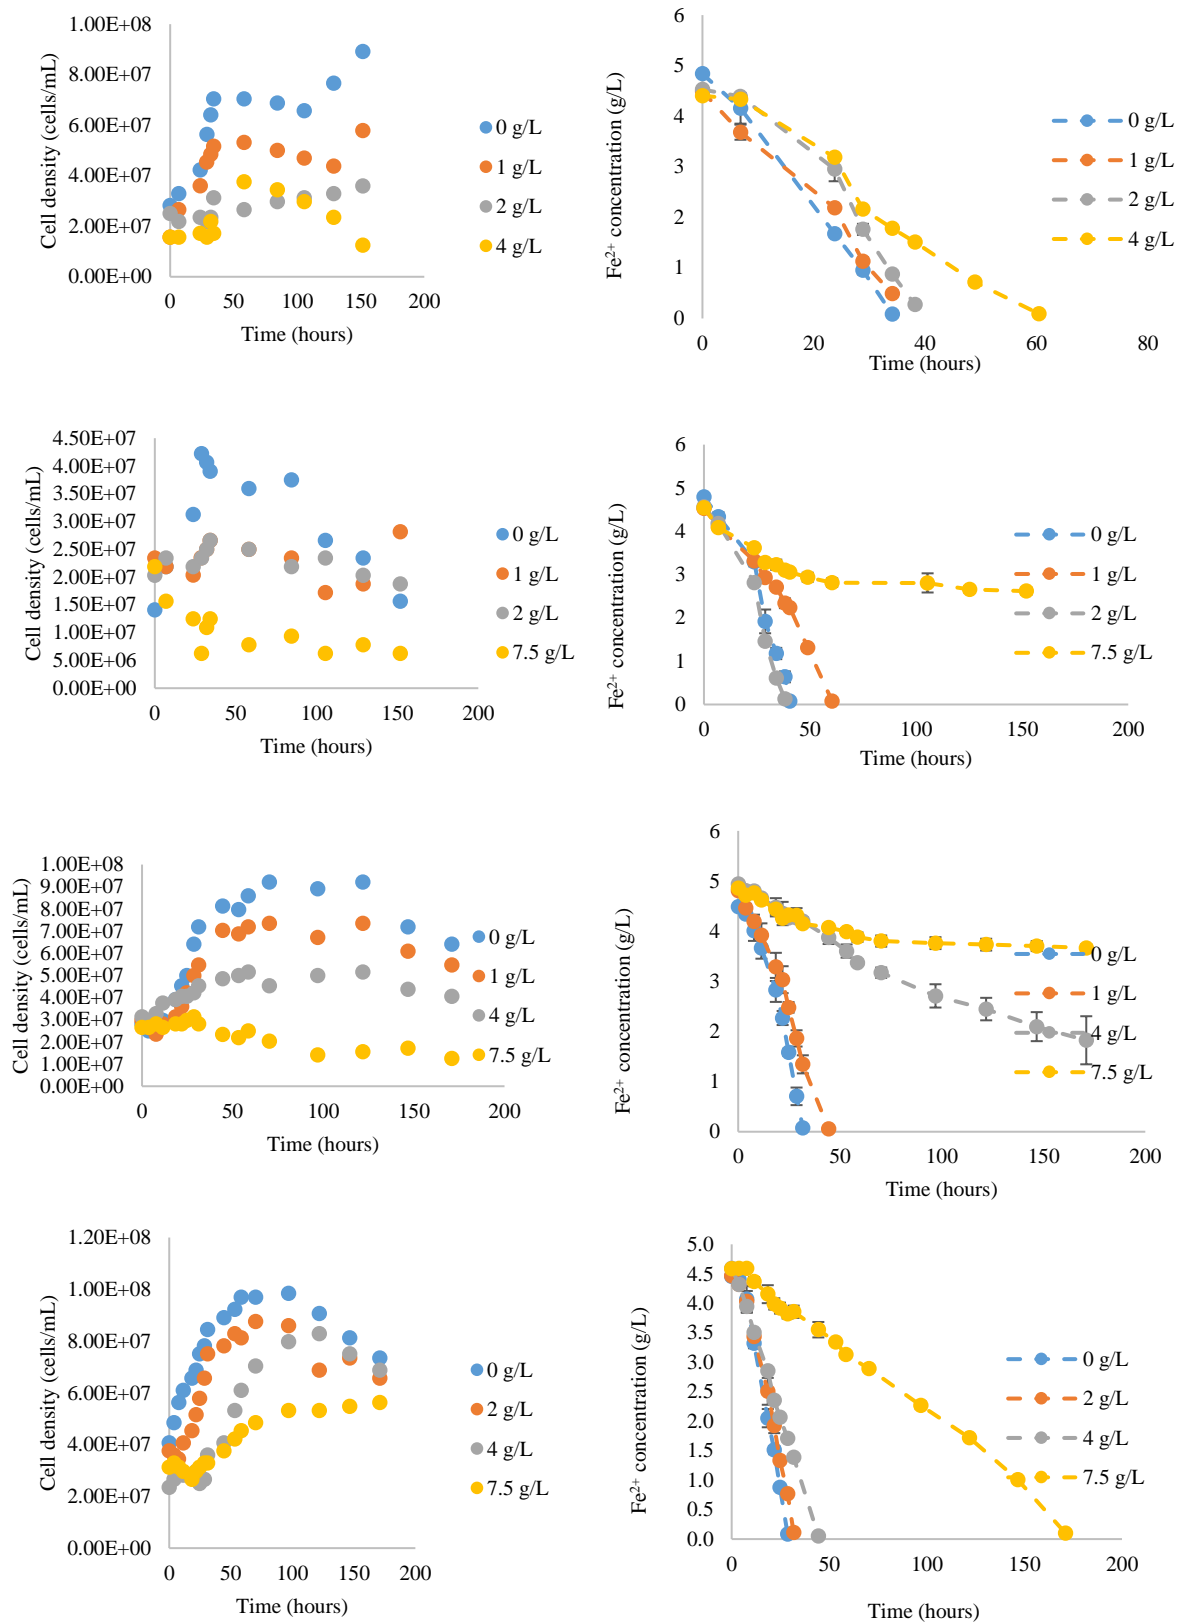 1.00E+08
8.00E+07
6.00E+07
4.00E+07
2.00E+07
0.00E+00
Cell density (cells/mL)
0 50 100 150 200
Time (hours)
0 g/L
1 g/L
2 g/L
4 g/L
6
5
4
3
2
1
0
Fe²⁺ concentration (g/L)
0 20 40 60 80
Time (hours)
0 g/L
1 g/L
2 g/L
4 g/L
4.50E+07
4.00E+07
3.50E+07
3.00E+07
2.50E+07
2.00E+07
1.50E+07
1.00E+07
5.00E+06
0.00E+00
Cell density (cells/mL)
0 50 100 150 200
Time (hours)
0 g/L
1 g/L
2 g/L
7.5 g/L
6
5
4
3
2
1
0
Fe²⁺ concentration (g/L)
0 50 100 150 200
Time (hours)
0 g/L
1 g/L
2 g/L
7.5 g/L
1.00E+08
9.00E+07
8.00E+07
7.00E+07
6.00E+07
5.00E+07
4.00E+07
3.00E+07
2.00E+07
1.00E+07
0.00E+00
Cell density (cells/mL)
0 50 100 150 200
Time (hours)
0 g/L
1 g/L
4 g/L
7.5 g/L
6
5
4
3
2
1
0
Fe²⁺ concentration (g/L)
0 50 100 150 200
Time (hours)
0 g/L
1 g/L
4 g/L
7.5 g/L
1.20E+08
1.00E+08
8.00E+07
6.00E+07
4.00E+07
2.00E+07
0.00E+00
Cell density (cells/mL)
0 50 100 150 200
Time (hours)
0 g/L
2 g/L
4 g/L
7.5 g/L
5.0
4.5
4.0
3.5
3.0
2.5
2.0
1.5
1.0
0.5
0.0
Fe²⁺ concentration (g/L)
0 50 100 150 200
Time (hours)
0 g/L
2 g/L
4 g/L
7.5 g/L